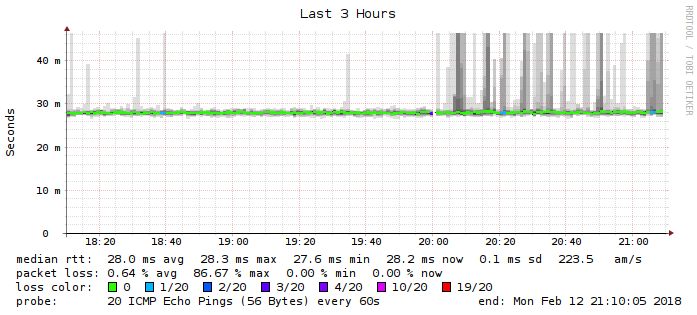 Last 3 Hours
RRDTOOL / TOBI OETIKER
Seconds
40 m
30 m
20 m
10 m
0
18:20 18:40 19:00 19:20 19:40 20:00 20:20 20:40 21:00
median rtt: 28.0 ms avg 28.3 ms max 27.6 ms min 28.2 ms now 0.1 ms sd 223.5 am/s
packet loss: 0.64 % avg 86.67 % max 0.00 % min 0.00 % now
loss color: 0 1/20 2/20 3/20 4/20 10/20 19/20
probe: 20 ICMP Echo Pings (56 Bytes) every 60s end: Mon Feb 12 21:10:05 2018